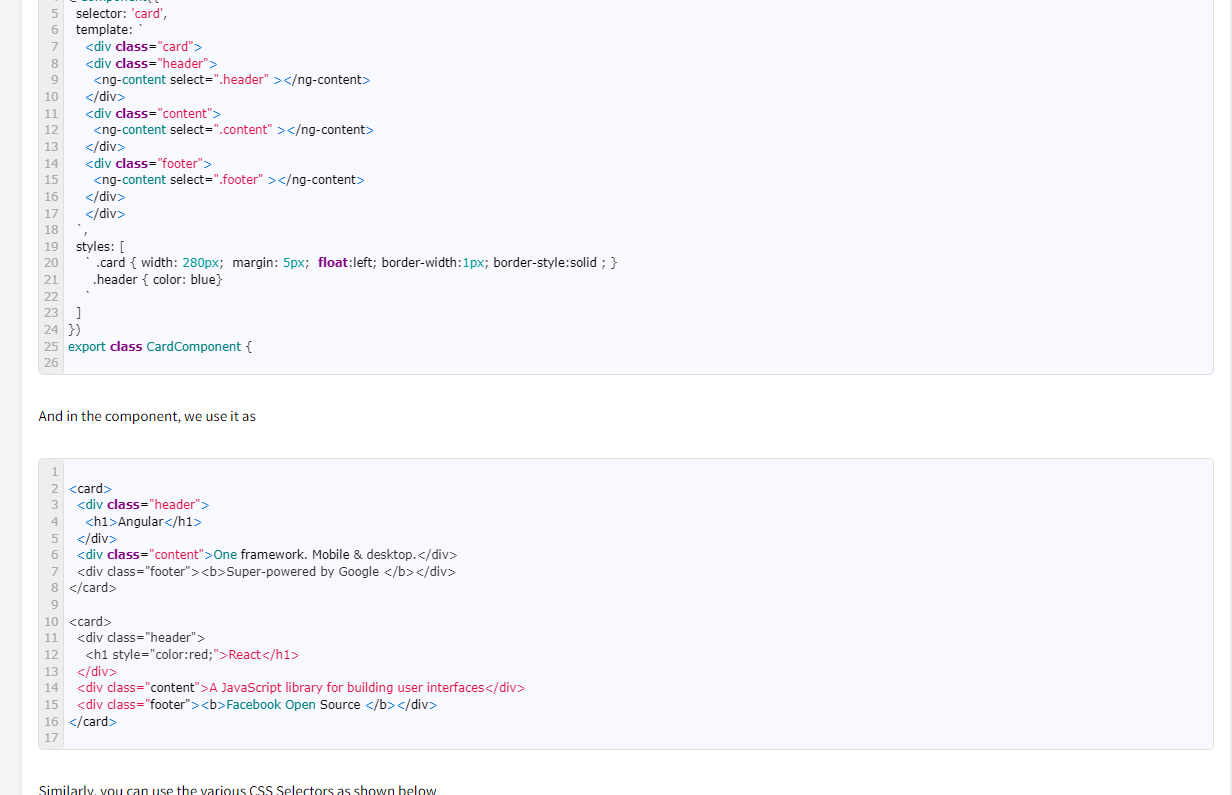 5 selector: 'card',
6 template: `
7 <div class="card">
8 <div class="header">
9 <ng-content select=".header" ></ng-content>
10 </div>
11 <div class="content">
12 <ng-content select=".content" ></ng-content>
13 </div>
14 <div class="footer">
15 <ng-content select=".footer" ></ng-content>
16 </div>
17 </div>
18 `,
19 styles: [
20 ` .card { width: 280px; margin: 5px; float:left; border-width:1px; border-style:solid ; }
21 .header { color: blue}
22 `
23 ]
24 })
25 export class CardComponent {
26
And in the component, we use it as
1
2 <card>
3 <div class="header">
4 <h1>Angular</h1>
5 </div>
6 <div class="content">One framework. Mobile & desktop.</div>
7 <div class="footer"><b>Super-powered by Google </b></div>
8 </card>
9
10 <card>
11 <div class="header">
12 <h1 style="color:red;">React</h1>
13 </div>
14 <div class="content">A JavaScript library for building user interfaces</div>
15 <div class="footer"><b>Facebook Open Source </b></div>
16 </card>
17
Similarly, you can use the various CSS Selectors as shown below